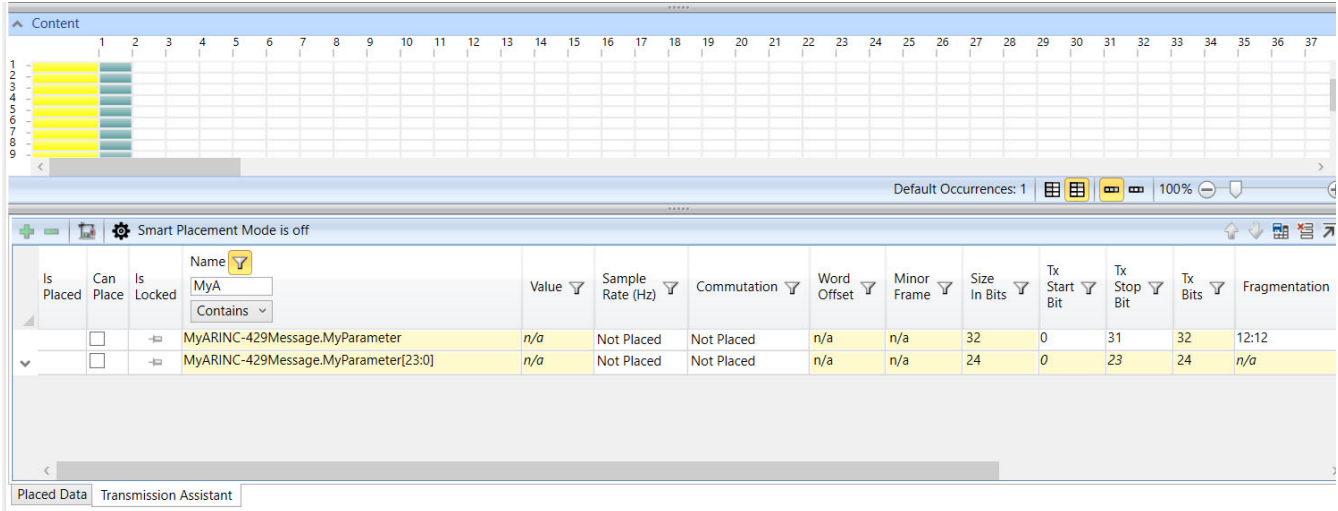 Content
1 2 3 4 5 6 7 8 9 10 11 12 13 14 15 16 17 18 19 20 21 22 23 24 25 26 27 28 29 30 31 32 33 34 35 36 37
1
2
3
4
5
6
7
8
9
Default Occurrences: 1 100%
Smart Placement Mode is off
Is Placed Can Place Is Locked Name MyA Contains Value Sample Rate (Hz) Commutation Word Offset Minor Frame Size In Bits Tx Start Bit Tx Stop Bit Tx Bits Fragmentation
MyARINC-429Message.MyParameter n/a Not Placed Not Placed n/a n/a 32 0 31 32 12:12
MyARINC-429Message.MyParameter[23:0] n/a Not Placed Not Placed n/a n/a 24 0 23 24 n/a
Placed Data Transmission Assistant